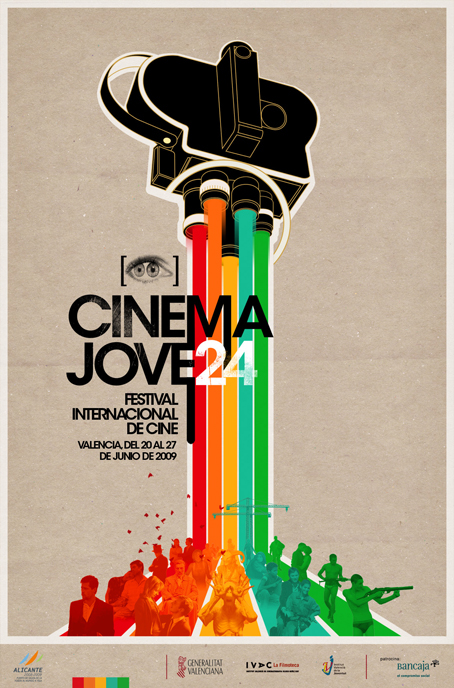 [ ]
CINEMA
JOVE24
FESTIVAL
INTERNACIONAL
DE CINE
VALENCIA, DEL 20 AL 27
DE JUNIO DE 2009
ALICANTE
GENERALITAT
VALENCIANA
IVAC La Filmoteca
patrocina:
Bancaja